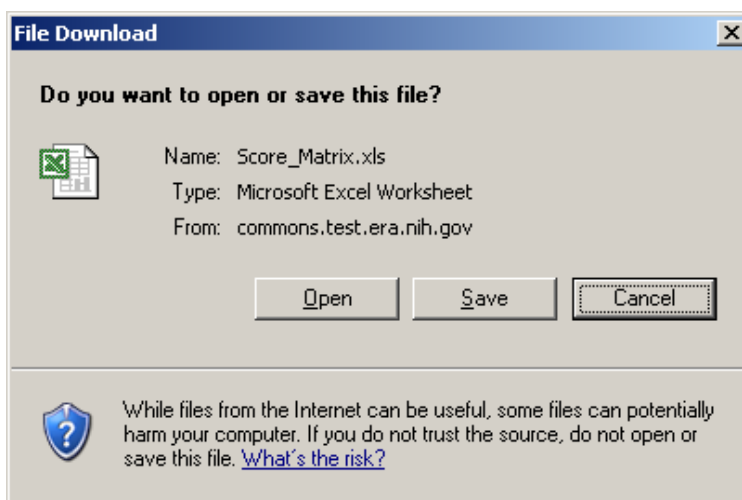 File Download
Do you want to open or save this file?
Name: Score_Matrix.xls
Type: Microsoft Excel Worksheet
From: commons.test.era.nih.gov
Open Save Cancel
While files from the Internet can be useful, some files can potentially
harm your computer. If you do not trust the source, do not open or
save this file. What's the risk?